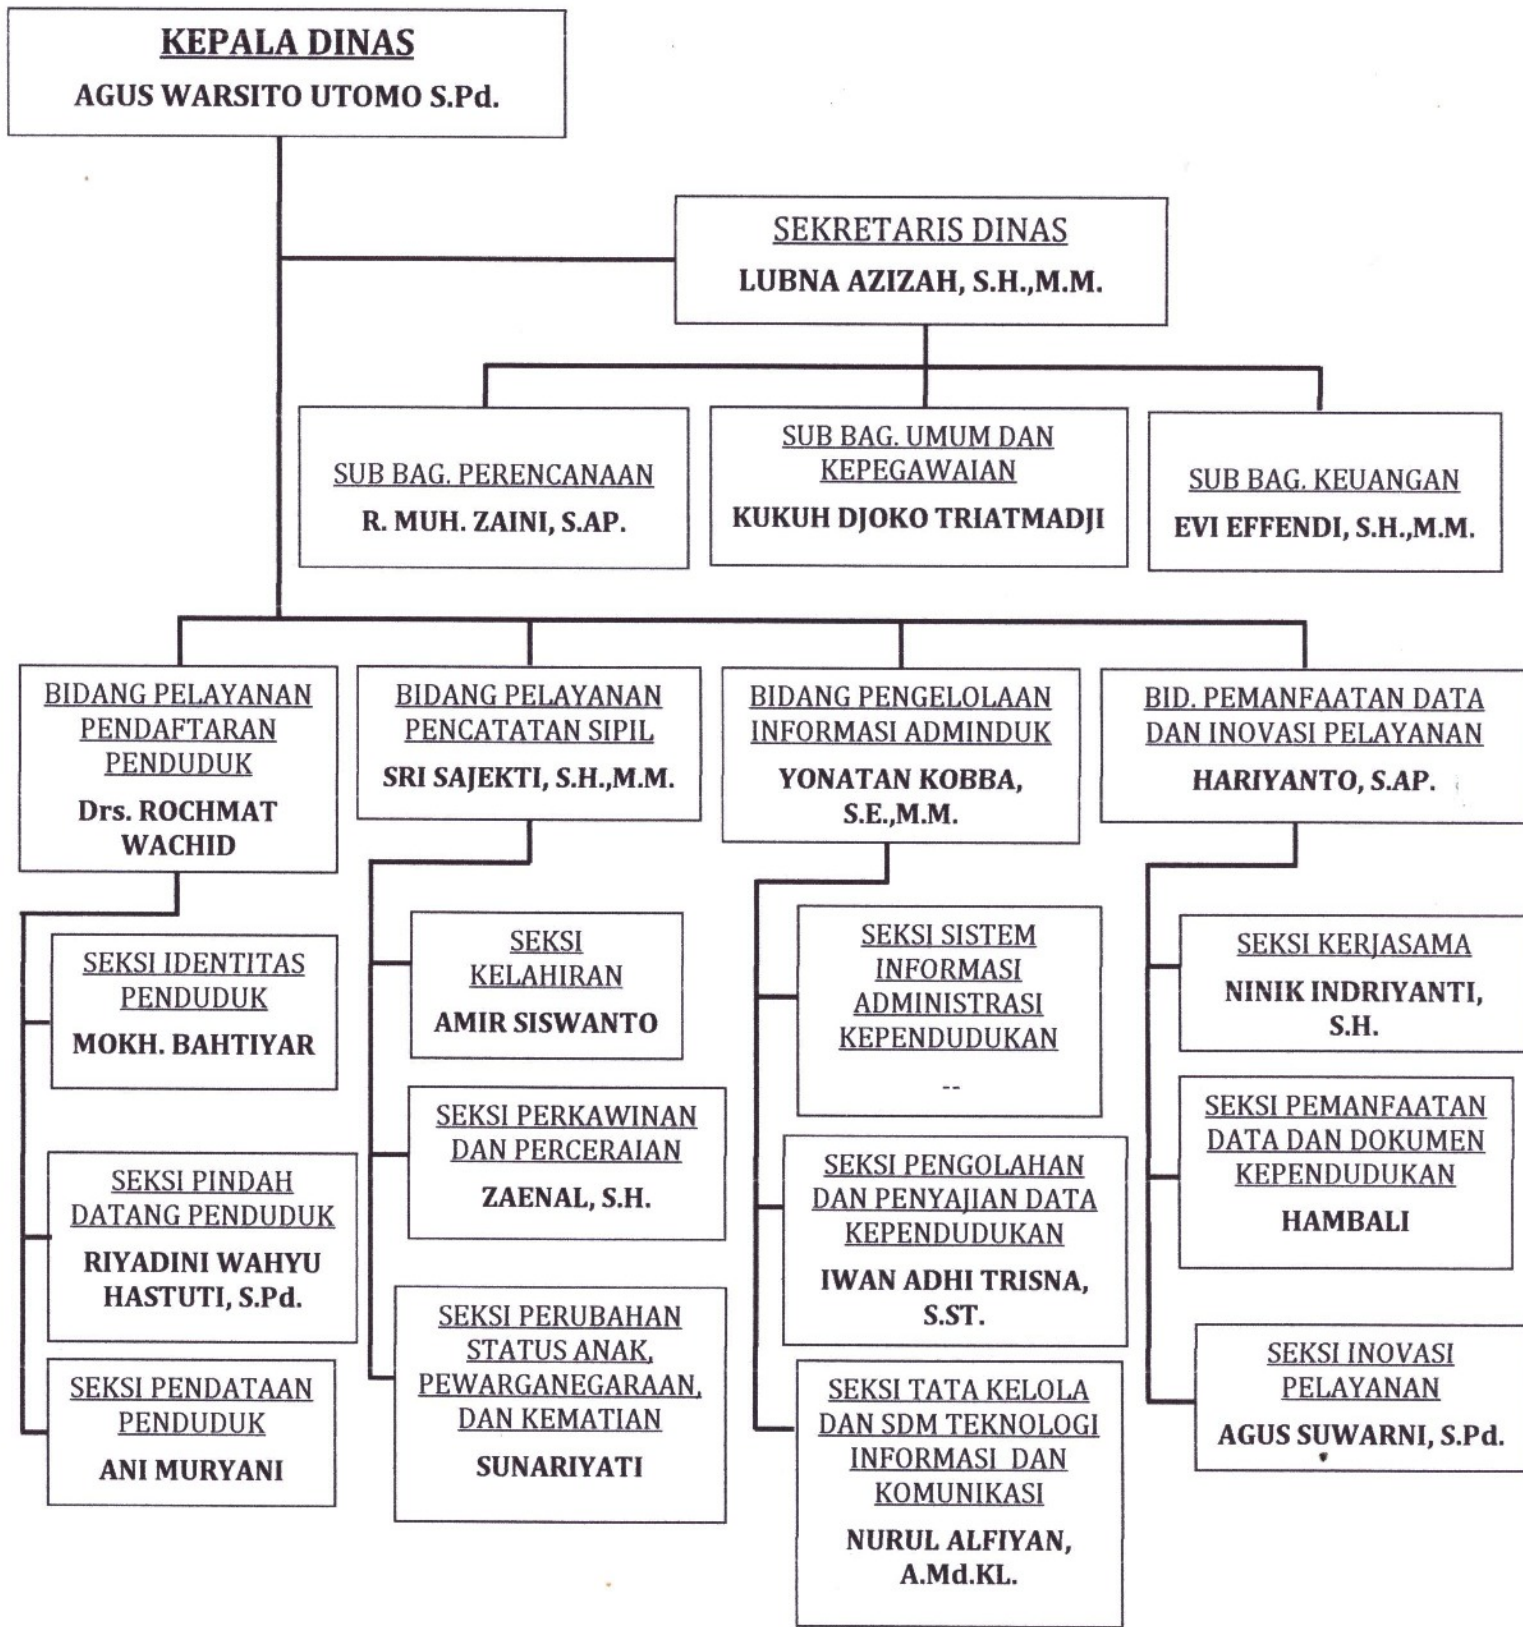 KEPALA DINAS
AGUS WARSITO UTOMO S.Pd.
SEKRETARIS DINAS
LUBNA AZIZAH, S.H.,M.M.
SUB BAG. PERENCANAAN
R. MUH. ZAINI, S.AP.
SUB BAG. UMUM DAN
KEPEGAWAIAN
KUKUH DJOKO TRIATMADJI
SUB BAG. KEUANGAN
EVI EFFENDI, S.H.,M.M.
BIDANG PELAYANAN
PENDAFTARAN
PENDUDUK
Drs. ROCHMAT
WACHID
BIDANG PELAYANAN
PENCATATAN SIPIL
SRI SAJEKTI, S.H.,M.M.
BIDANG PENGELOLAAN
INFORMASI ADMINDUK
YONATAN KOBBA,
S.E.,M.M.
BID. PEMANFAATAN DATA
DAN INOVASI PELAYANAN
HARIYANTO, S.AP.
SEKSI IDENTITAS
PENDUDUK
MOKH. BAHTIYAR
SEKSI PINDAH
DATANG PENDUDUK
RIYADINI WAHYU
HASTUTI, S.Pd.
SEKSI PENDATAAN
PENDUDUK
ANI MURYANI
SEKSI
KELAHIRAN
AMIR SISWANTO
SEKSI PERKAWINAN
DAN PERCERAIAN
ZAENAL, S.H.
SEKSI PERUBAHAN
STATUS ANAK,
PEWARGANEGARAAN,
DAN KEMATIAN
SUNARIYATI
SEKSI SISTEM
INFORMASI
ADMINISTRASI
KEPENDUDUKAN
--
SEKSI PENGOLAHAN
DAN PENYAJIAN DATA
KEPENDUDUKAN
IWAN ADHI TRISNA,
S.ST.
SEKSI TATA KELOLA
DAN SDM TEKNOLOGI
INFORMASI DAN
KOMUNIKASI
NURUL ALFIYAN,
A.Md.KL.
SEKSI KERJASAMA
NINIK INDRIYANTI,
S.H.
SEKSI PEMANFAATAN
DATA DAN DOKUMEN
KEPENDUDUKAN
HAMBALI
SEKSI INOVASI
PELAYANAN
AGUS SUWARNI, S.Pd.